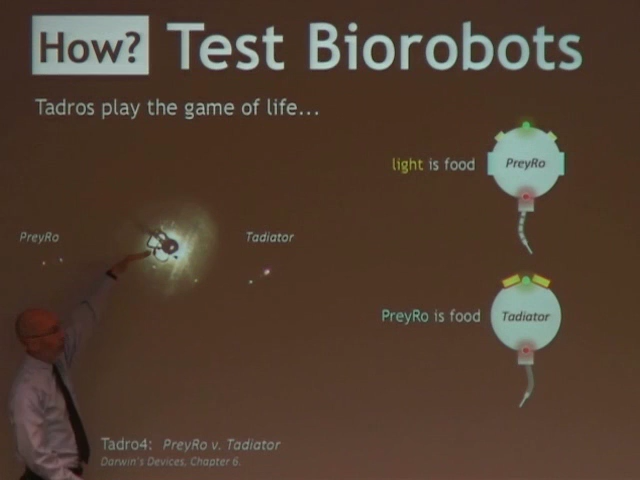 How? Test Biorobots
Tadros play the game of life...
light is food
PreyRo
PreyRo
Tadiator
PreyRo is food
Tadiator
Tadro4: PreyRo v. Tadiator
Darwin's Devices, Chapter 6.